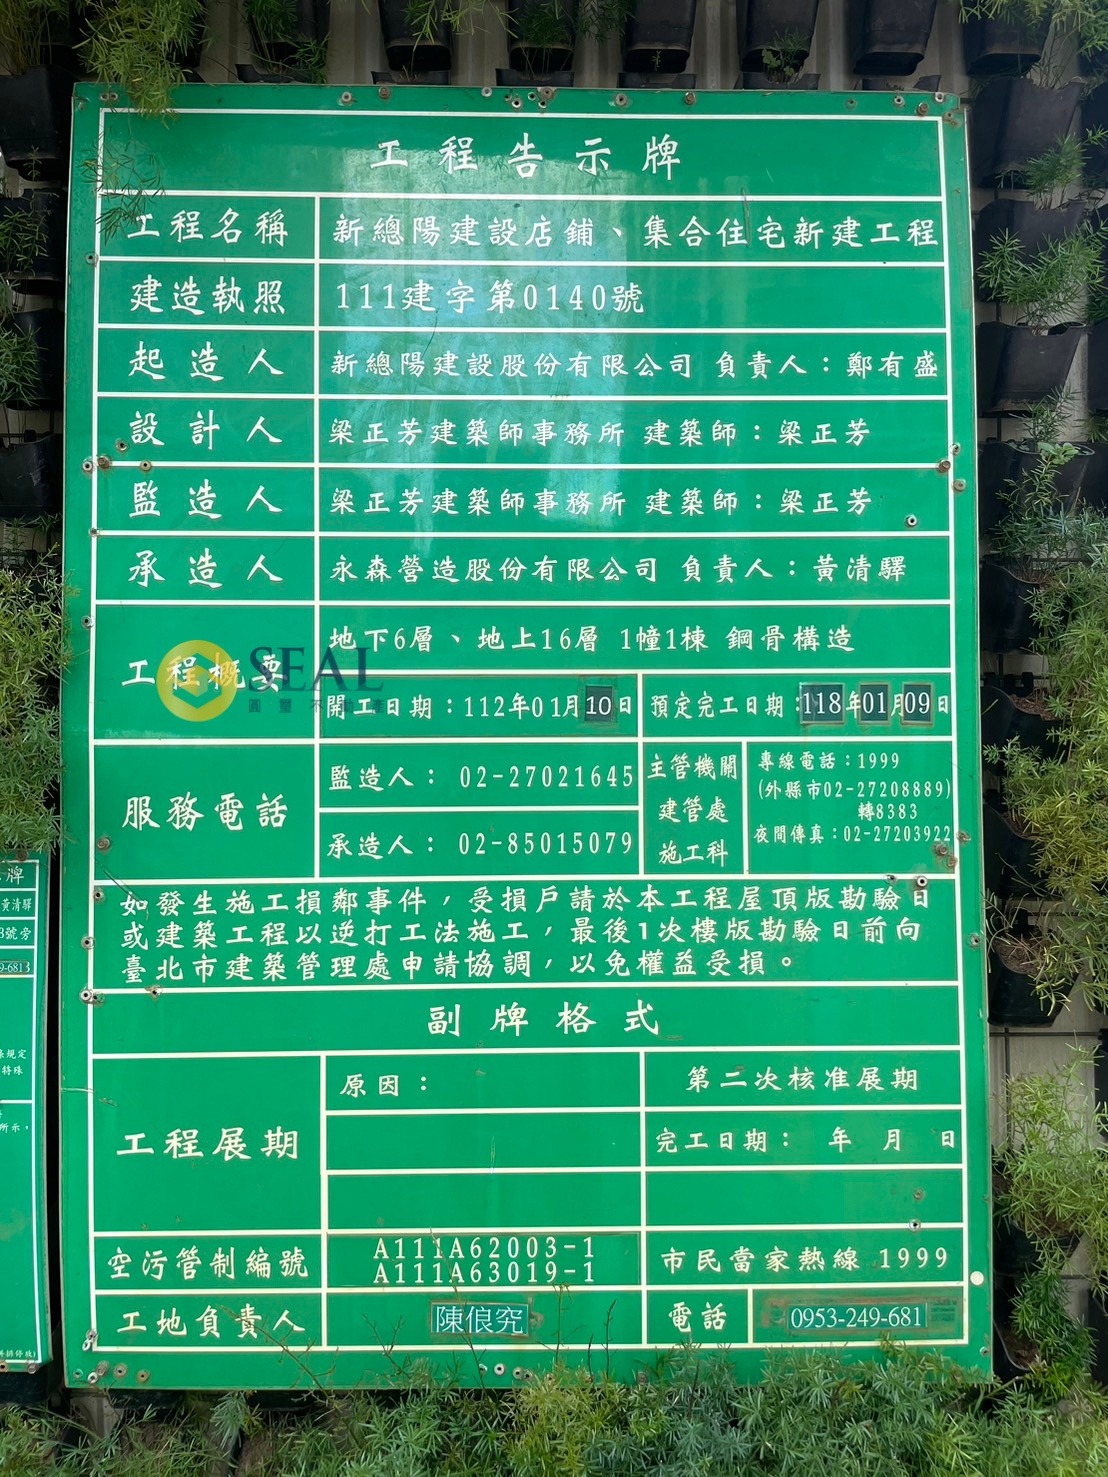 工程告示牌
工程名稱 新總陽建設店鋪、集合住宅新建工程
建造執照 111建字第0140號
起造人 新總陽建設股份有限公司 負責人：鄭有盛
設計人 梁正芳建築師事務所 建築師：梁正芳
監造人 梁正芳建築師事務所 建築師：梁正芳
承造人 永森營造股份有限公司 負責人：黃清驛
工程概要
地下6層、地上16層 1幢1棟 鋼骨構造
開工日期：112年01月10日 預定完工日期：118年01月09日
SEAL
圓璽不動產
服務電話
監造人： 02-27021645
承造人： 02-85015079
主管機關
建管處
施工科
專線電話：1999
(外縣市02-27208889)
轉8383
夜間傳真：02-27203922
如發生施工損鄰事件，受損戶請於本工程屋頂版勘驗日
或建築工程以逆打工法施工，最後1次樓版勘驗日前向
臺北市建築管理處申請協調，以免權益受損。
副牌格式
工程展期
原因：
第二次核准展期
完工日期： 年 月 日
空污管制編號
A111A62003-1
A111A63019-1
市民當家熱線 1999
工地負責人 陳俍究 電話 0953-249-681
牌
黃清驛
號旁
規定
特殊
所示，